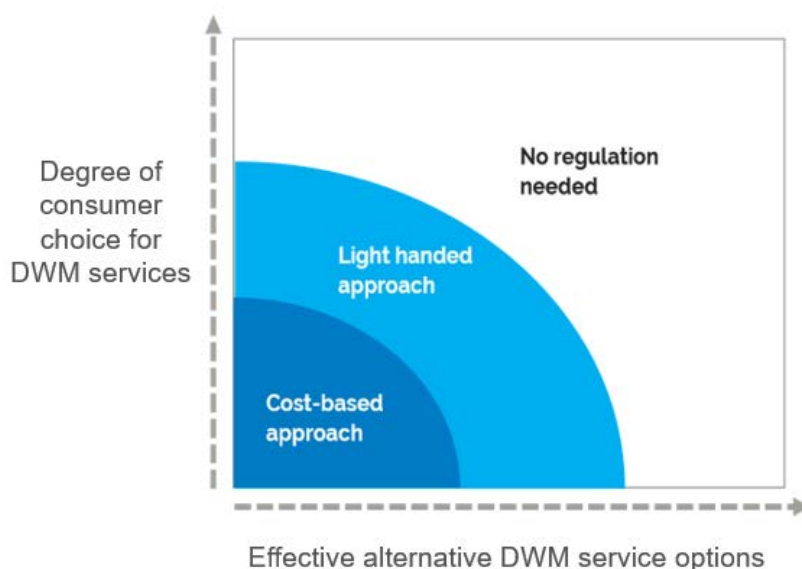 Degree of
consumer
choice for
DWM services
No regulation
needed
Light handed
approach
Cost-based
approach
Effective alternative DWM service options